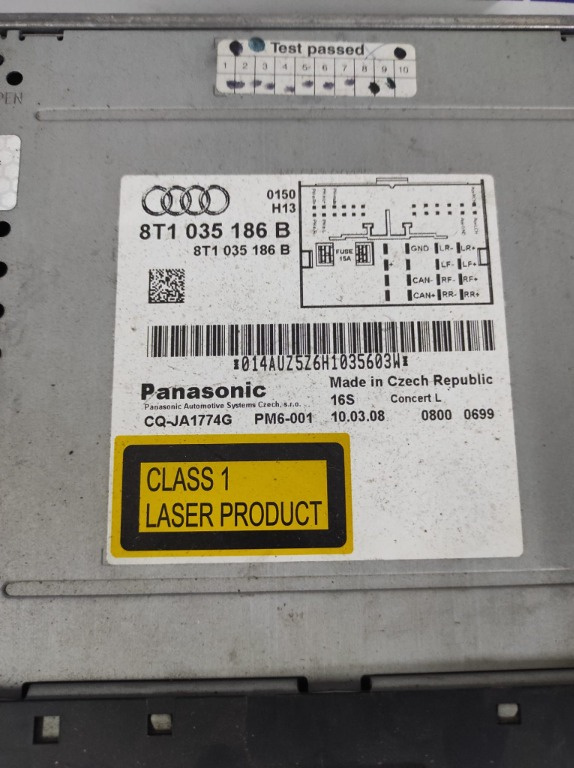 Test passed
1 2 3 4 5 6 7 8 9 10
PEN
0150
H13
8T1 035 186 B
8T1 035 186 B
FUSE
15A
GND LR- LR+
+ LF- LF+
CAN- RF- RF+
CAN+ RR- RR+
*014AUZ5Z6H1035603W*
Panasonic
Made in Czech Republic
Panasonic Automotive Systems Czech, s.r.o.
16S Concert L
CQ-JA1774G PM6-001 10.03.08 0800 0699
CLASS 1
LASER PRODUCT